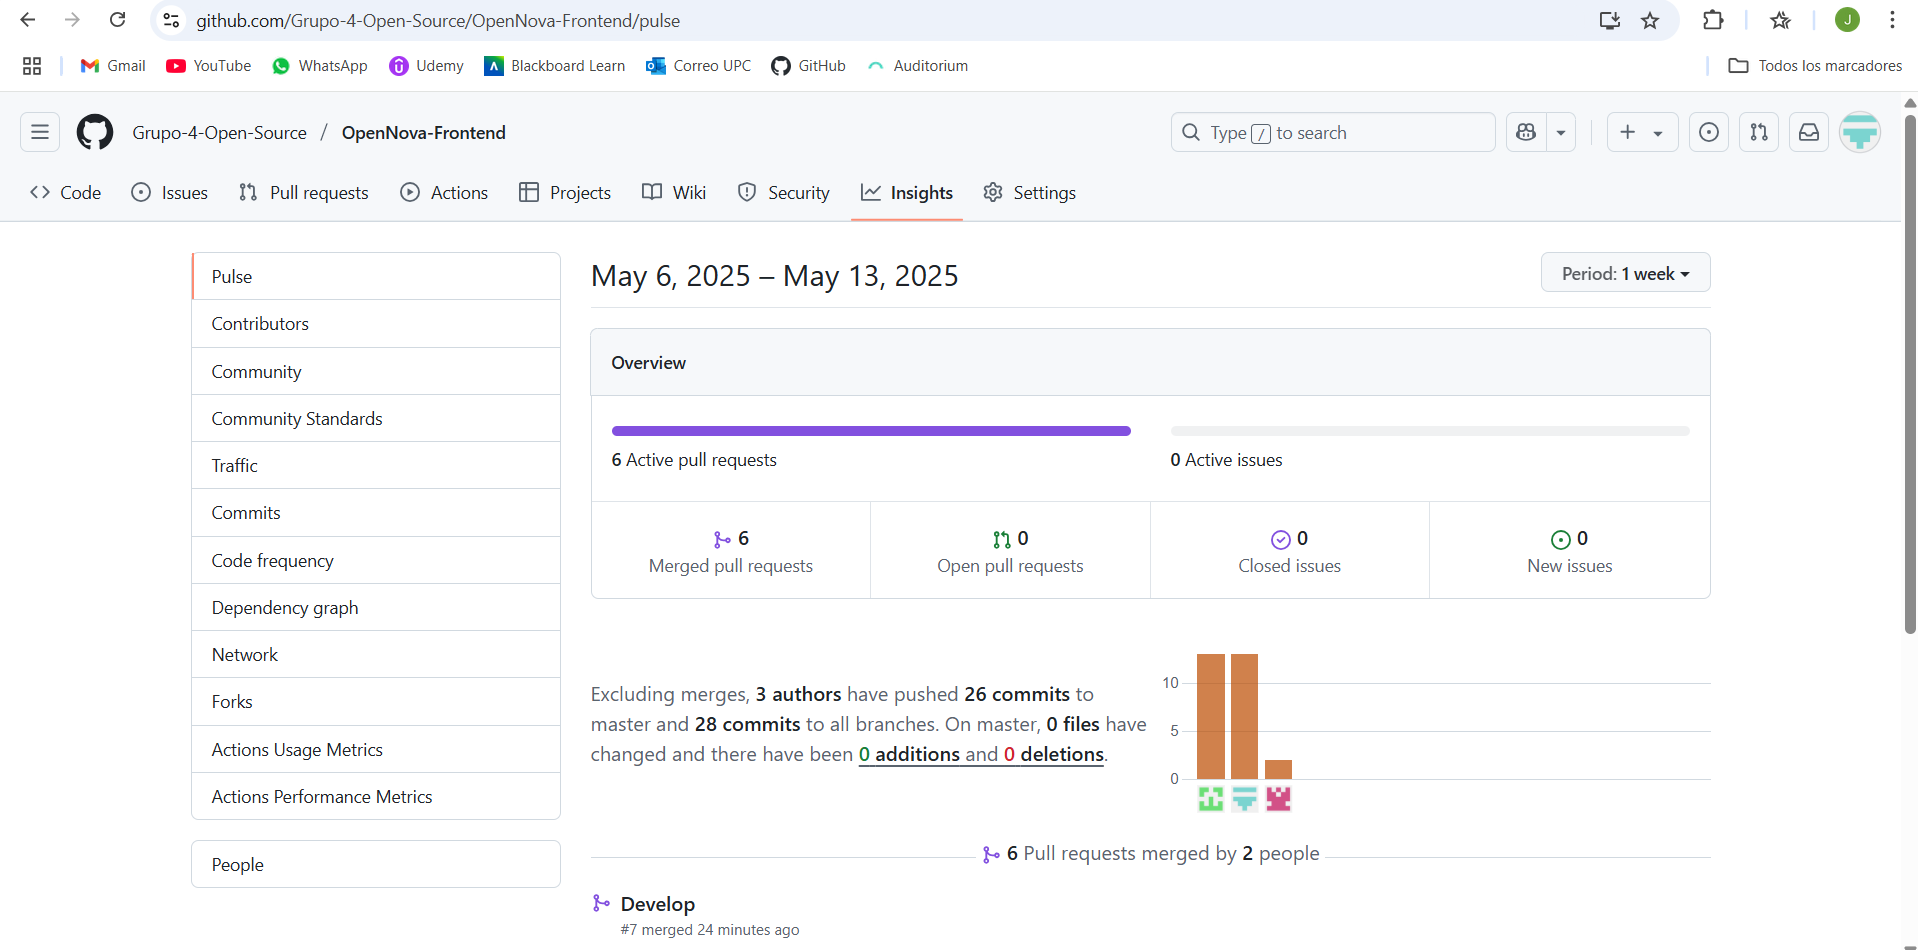 github.com/Grupo-4-Open-Source/OpenNova-Frontend/pulse
J
Gmail YouTube WhatsApp Udemy Blackboard Learn Correo UPC GitHub Auditorium Todos los marcadores
Grupo-4-Open-Source / OpenNova-Frontend
Type / to search
Code Issues Pull requests Actions Projects Wiki Security Insights Settings
Pulse
Contributors
Community
Community Standards
Traffic
Commits
Code frequency
Dependency graph
Network
Forks
Actions Usage Metrics
Actions Performance Metrics
People
May 6, 2025 – May 13, 2025
Period: 1 week
Overview
6 Active pull requests
0 Active issues
6
Merged pull requests
0
Open pull requests
0
Closed issues
0
New issues
Excluding merges, 3 authors have pushed 26 commits to
master and 28 commits to all branches. On master, 0 files have
changed and there have been 0 additions and 0 deletions.
10
5
0
6 Pull requests merged by 2 people
Develop
#7 merged 24 minutes ago